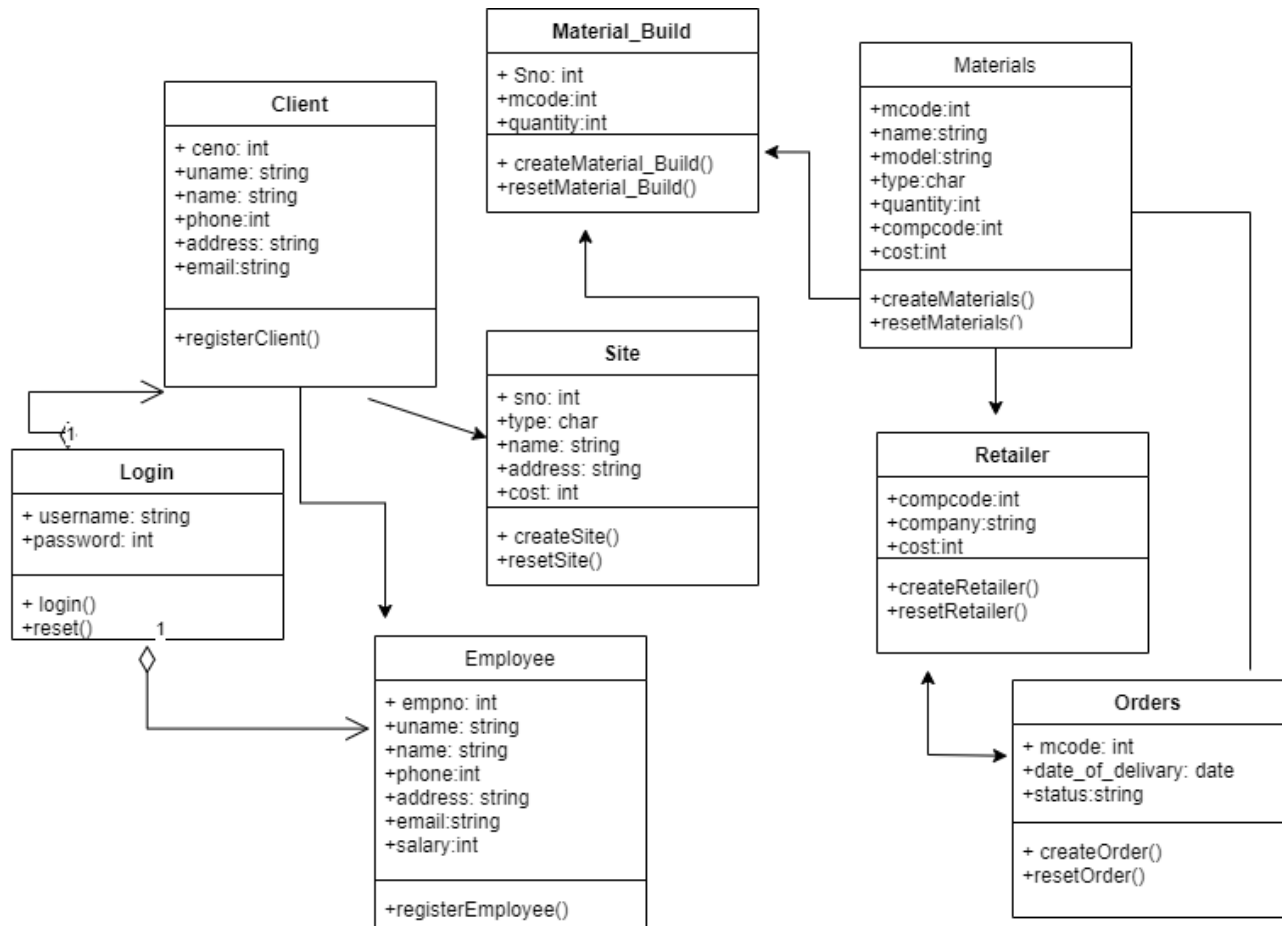 Material_Build
+ Sno: int
+mcode:int
+quantity:int
+ createMaterial_Build()
+resetMaterial_Build()
Materials
+mcode:int
+name:string
+model:string
+type:char
+quantity:int
+compcode:int
+cost:int
+createMaterials()
+resetMaterials()
Client
+ ceno: int
+uname: string
+name: string
+phone:int
+address: string
+email:string
+registerClient()
Site
+ sno: int
+type: char
+name: string
+address: string
+cost: int
+ createSite()
+resetSite()
Retailer
+compcode:int
+company:string
+cost:int
+createRetailer()
+resetRetailer()
1
Login
+ username: string
+password: int
+ login()
+reset()
1
Employee
+ empno: int
+uname: string
+name: string
+phone:int
+address: string
+email:string
+salary:int
+registerEmployee()
Orders
+ mcode: int
+date_of_delivary: date
+status:string
+ createOrder()
+resetOrder()